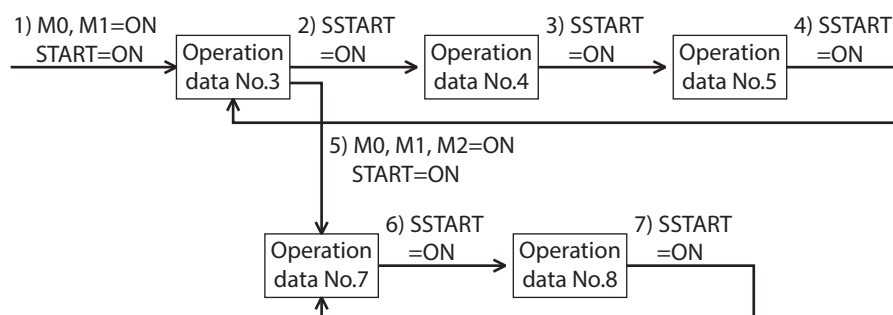 1) M0, M1=ON
START=ON
Operation
data No.3
2) SSTART
=ON
Operation
data No.4
3) SSTART
=ON
Operation
data No.5
4) SSTART
=ON
5) M0, M1, M2=ON
START=ON
Operation
data No.7
6) SSTART
=ON
Operation
data No.8
7) SSTART
=ON